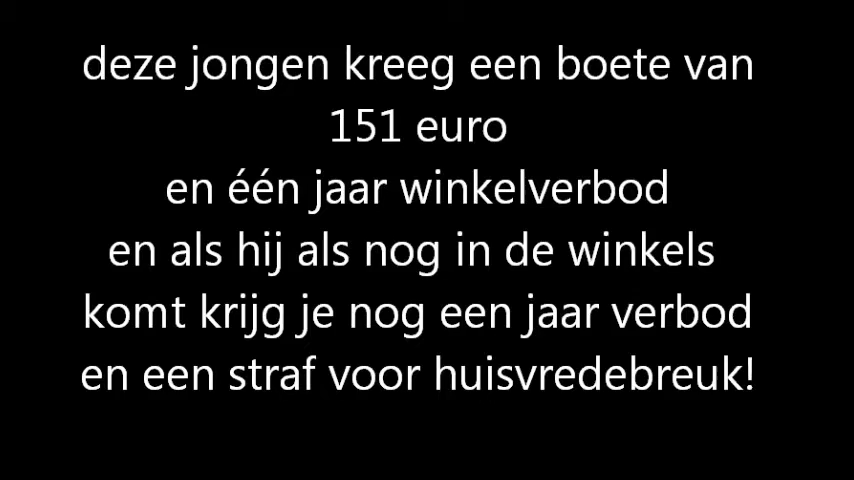 deze jongen kreeg een boete van
151 euro
en één jaar winkelverbod
en als hij als nog in de winkels
komt krijg je nog een jaar verbod
en een straf voor huisvredebreuk!